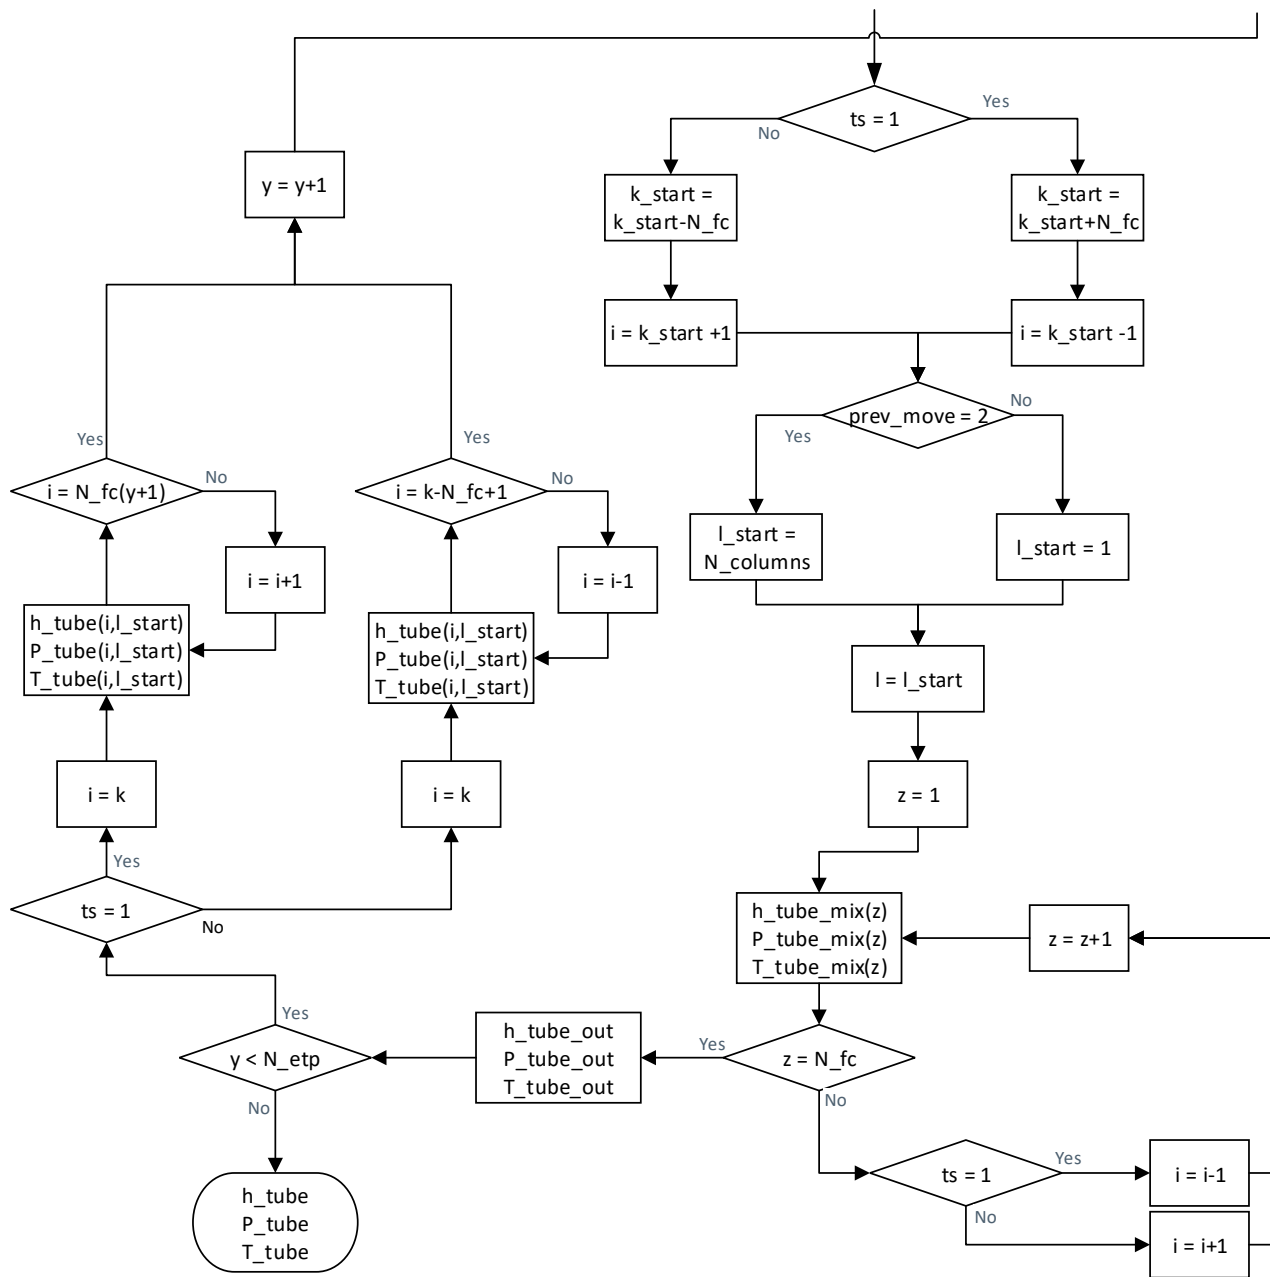 ts = 1
Yes
No
y = y+1
k_start =
k_start-N_fc
k_start =
k_start+N_fc
i = k_start +1
i = k_start -1
prev_move = 2
No
Yes
Yes
i = N_fc(y+1)
No
Yes
i = k-N_fc+1
No
l_start =
N_columns
l_start = 1
i = i+1
i = i-1
h_tube(i,l_start)
P_tube(i,l_start)
T_tube(i,l_start)
h_tube(i,l_start)
P_tube(i,l_start)
T_tube(i,l_start)
l = l_start
i = k
i = k
z = 1
Yes
ts = 1
No
h_tube_mix(z)
P_tube_mix(z)
T_tube_mix(z)
z = z+1
Yes
y < N_etp
No
h_tube_out
P_tube_out
T_tube_out
Yes
z = N_fc
No
ts = 1
Yes
No
i = i-1
i = i+1
h_tube
P_tube
T_tube